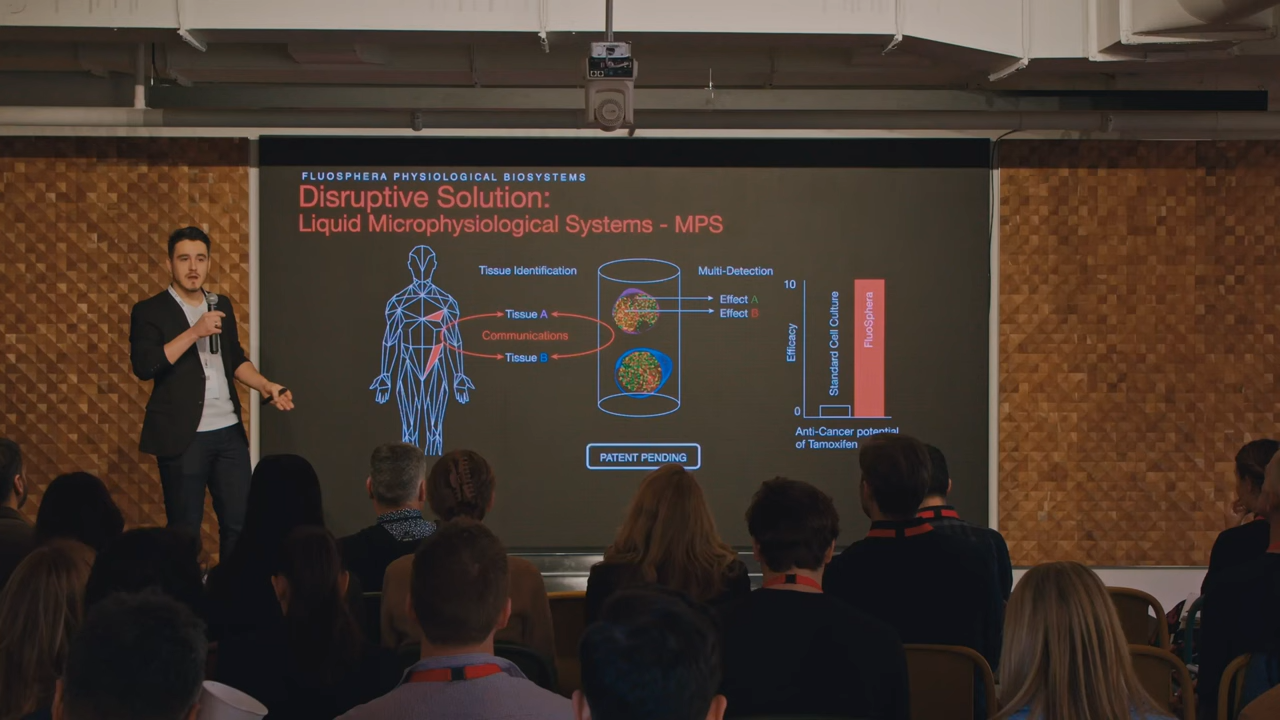 FLUOSPHERA PHYSIOLOGICAL BIOSYSTEMS
Disruptive Solution:
Liquid Microphysiological Systems - MPS
Tissue Identification
Tissue A
Communications
Tissue B
Multi-Detection
Effect A
Effect B
PATENT PENDING
10
0
Efficacy
Standard Cell Culture
FluoSphera
Anti-Cancer potential
of Tamoxifen